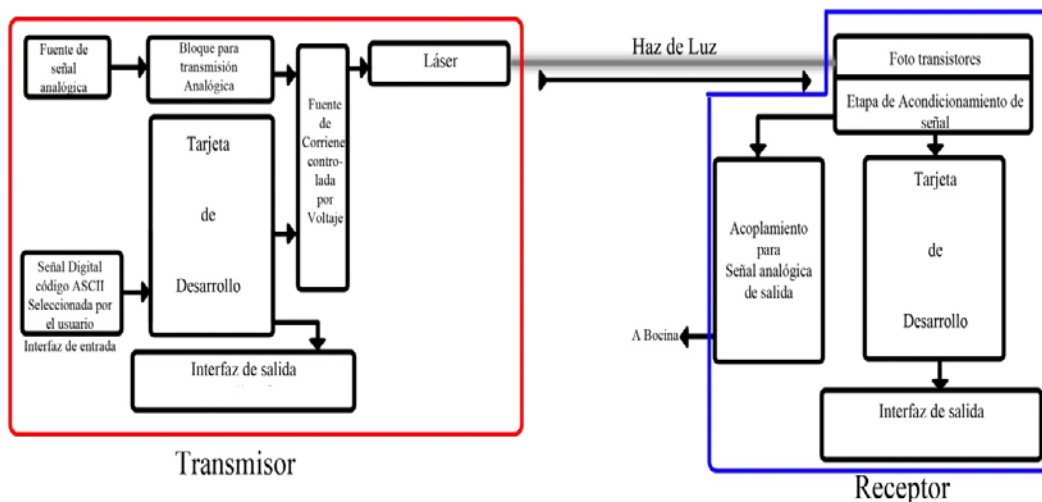 Fuente de
señal
analógica
Bloque para
transmisión
Analógica
Fuente
de
Corriene
contro-
lada
por
Voltaje
Láser
Tarjeta
de
Desarrollo
Señal Digital
código ASCII
Seleccionada por
el usuario
Interfaz de entrada
Interfaz de salida
Transmisor
Haz de Luz
Foto transistores
Etapa de Acondicionamiento de
señal
Acoplamiento
para
Señal analógica
de salida
A Bocina
Tarjeta
de
Desarrollo
Interfaz de salida
Receptor